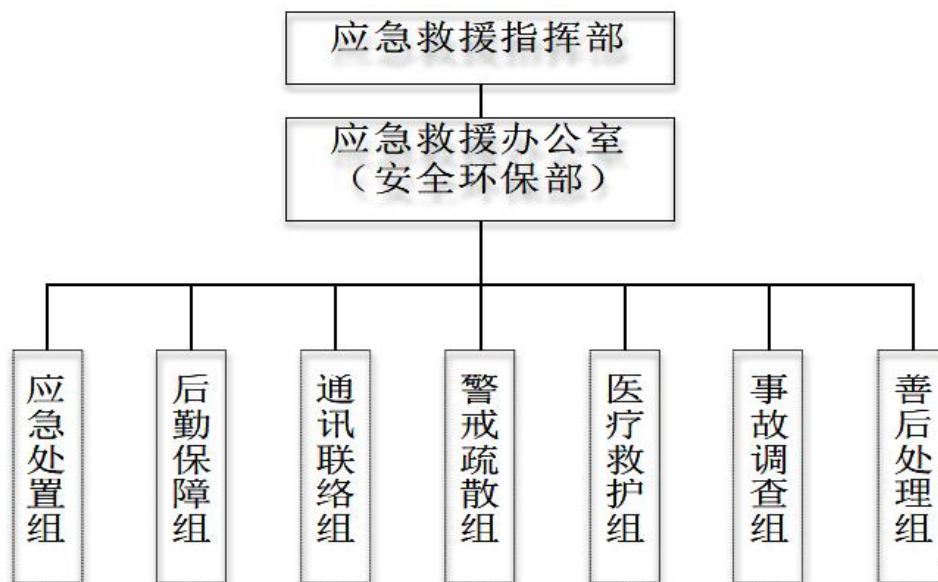 应急救援指挥部
应急救援办公室
（安全环保部）
应急处置组
后勤保障组
通讯联络组
警戒疏散组
医疗救护组
事故调查组
善后处理组